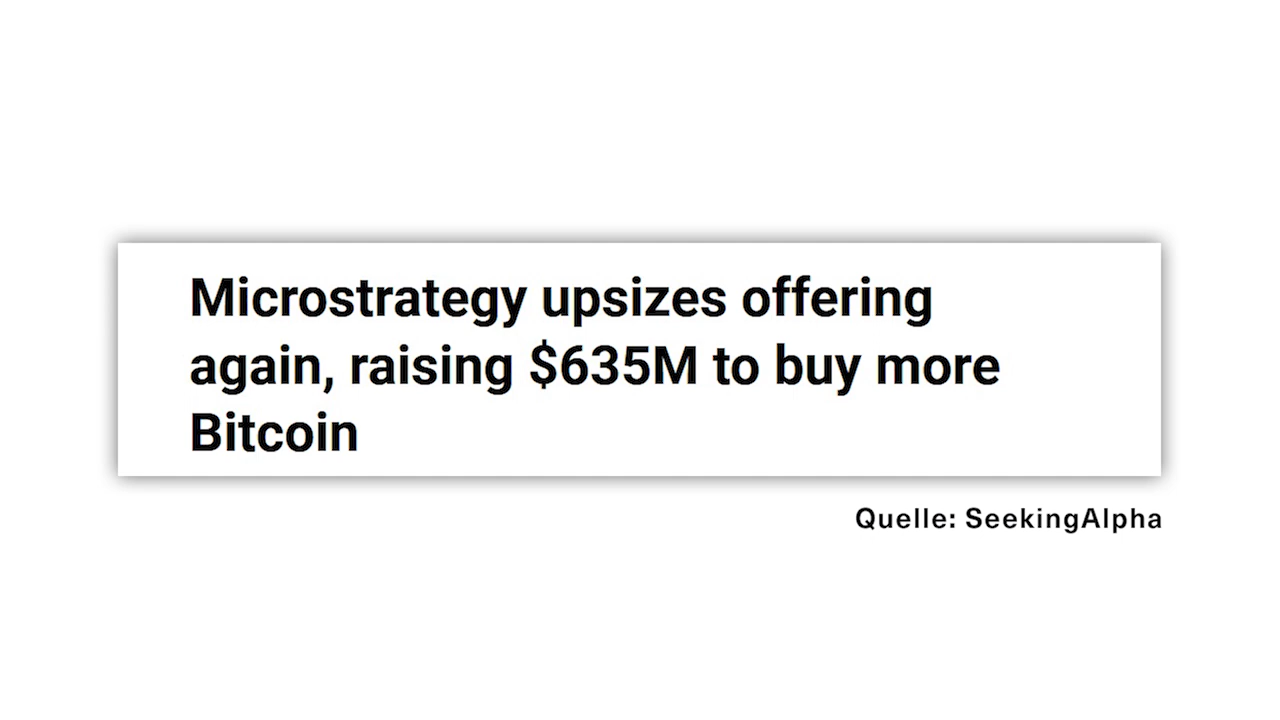 Microstrategy upsizes offering
again, raising $635M to buy more
Bitcoin
Quelle: SeekingAlpha